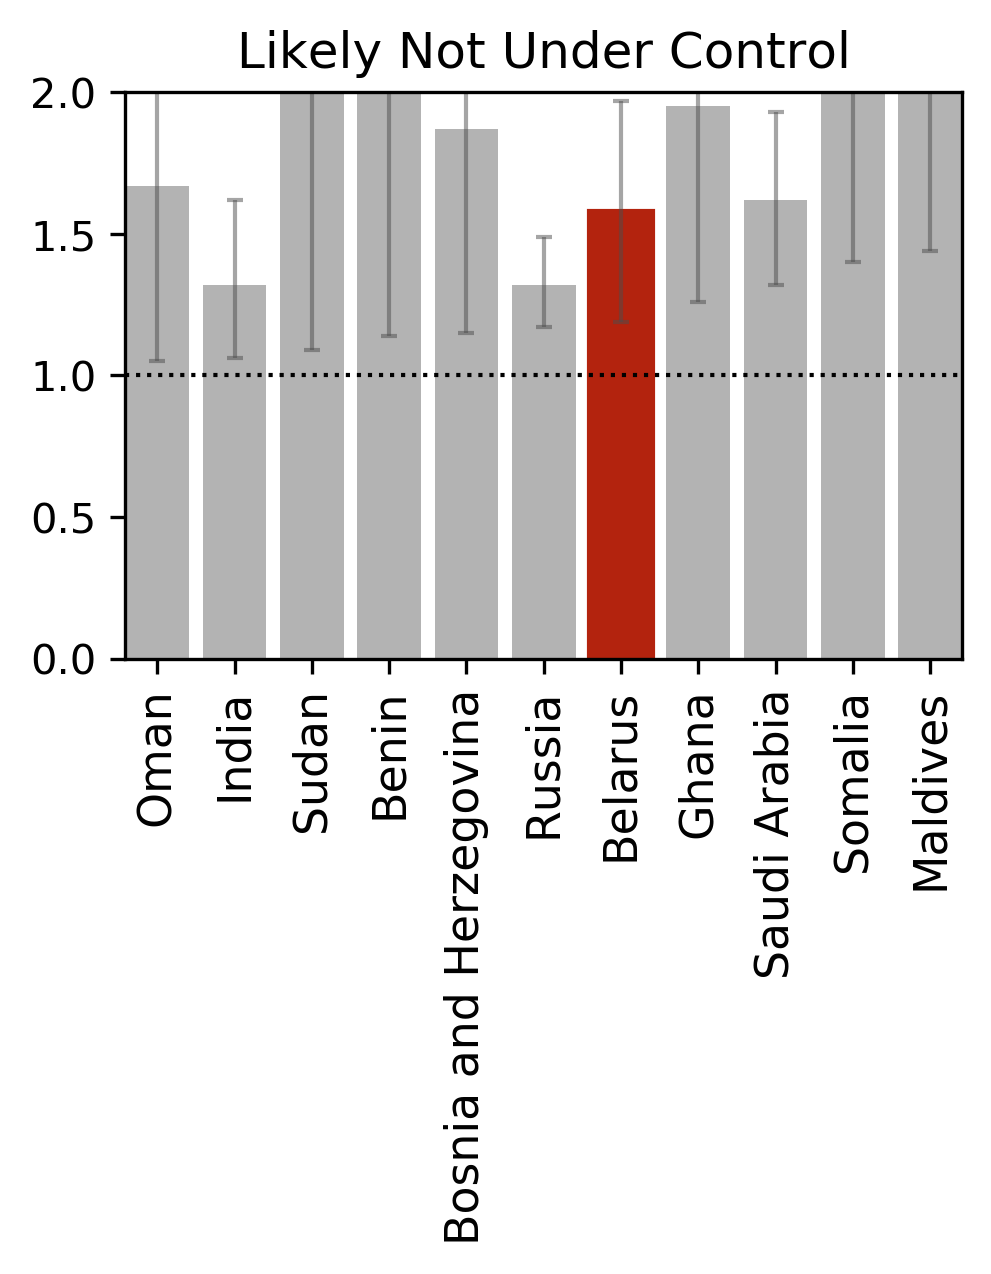 Likely Not Under Control
2.0
1.5
1.0
0.5
0.0
Oman
India
Sudan
Benin
Bosnia and Herzegovina
Russia
Belarus
Ghana
Saudi Arabia
Somalia
Maldives